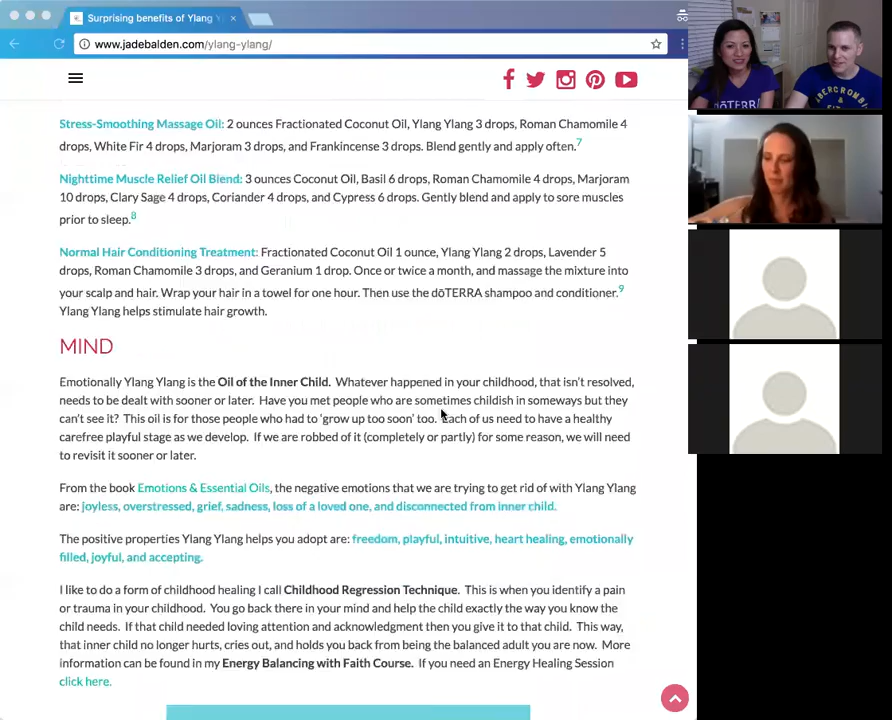 Surprising benefits of Ylang Y
www.jadebalden.com/ylang-ylang/
Stress-Smoothing Massage Oil: 2 ounces Fractionated Coconut Oil, Ylang Ylang 3 drops, Roman Chamomile 4
drops, White Fir 4 drops, Marjoram 3 drops, and Frankincense 3 drops. Blend gently and apply often.7
Nighttime Muscle Relief Oil Blend: 3 ounces Coconut Oil, Basil 6 drops, Roman Chamomile 4 drops, Marjoram
10 drops, Clary Sage 4 drops, Coriander 4 drops, and Cypress 6 drops. Gently blend and apply to sore muscles
prior to sleep.8
Normal Hair Conditioning Treatment: Fractionated Coconut Oil 1 ounce, Ylang Ylang 2 drops, Lavender 5
drops, Roman Chamomile 3 drops, and Geranium 1 drop. Once or twice a month, and massage the mixture into
your scalp and hair. Wrap your hair in a towel for one hour. Then use the dōTERRA shampoo and conditioner.9
Ylang Ylang helps stimulate hair growth.
MIND
Emotionally Ylang Ylang is the Oil of the Inner Child. Whatever happened in your childhood, that isn't resolved,
needs to be dealt with sooner or later. Have you met people who are sometimes childish in someways but they
can't see it? This oil is for those people who had to 'grow up too soon' too. Each of us need to have a healthy
carefree playful stage as we develop. If we are robbed of it (completely or partly) for some reason, we will need
to revisit it sooner or later.
From the book Emotions & Essential Oils, the negative emotions that we are trying to get rid of with Ylang Ylang
are: joyless, overstressed, grief, sadness, loss of a loved one, and disconnected from inner child.
The positive properties Ylang Ylang helps you adopt are: freedom, playful, intuitive, heart healing, emotionally
filled, joyful, and accepting.
I like to do a form of childhood healing I call Childhood Regression Technique. This is when you identify a pain
or trauma in your childhood. You go back there in your mind and help the child exactly the way you know the
child needs. If that child needed loving attention and acknowledgment then you give it to that child. This way,
that inner child no longer hurts, cries out, and holds you back from being the balanced adult you are now. More
information can be found in my Energy Balancing with Faith Course. If you need an Energy Healing Session
click here.
dōTERRA
ABERCROMBIE